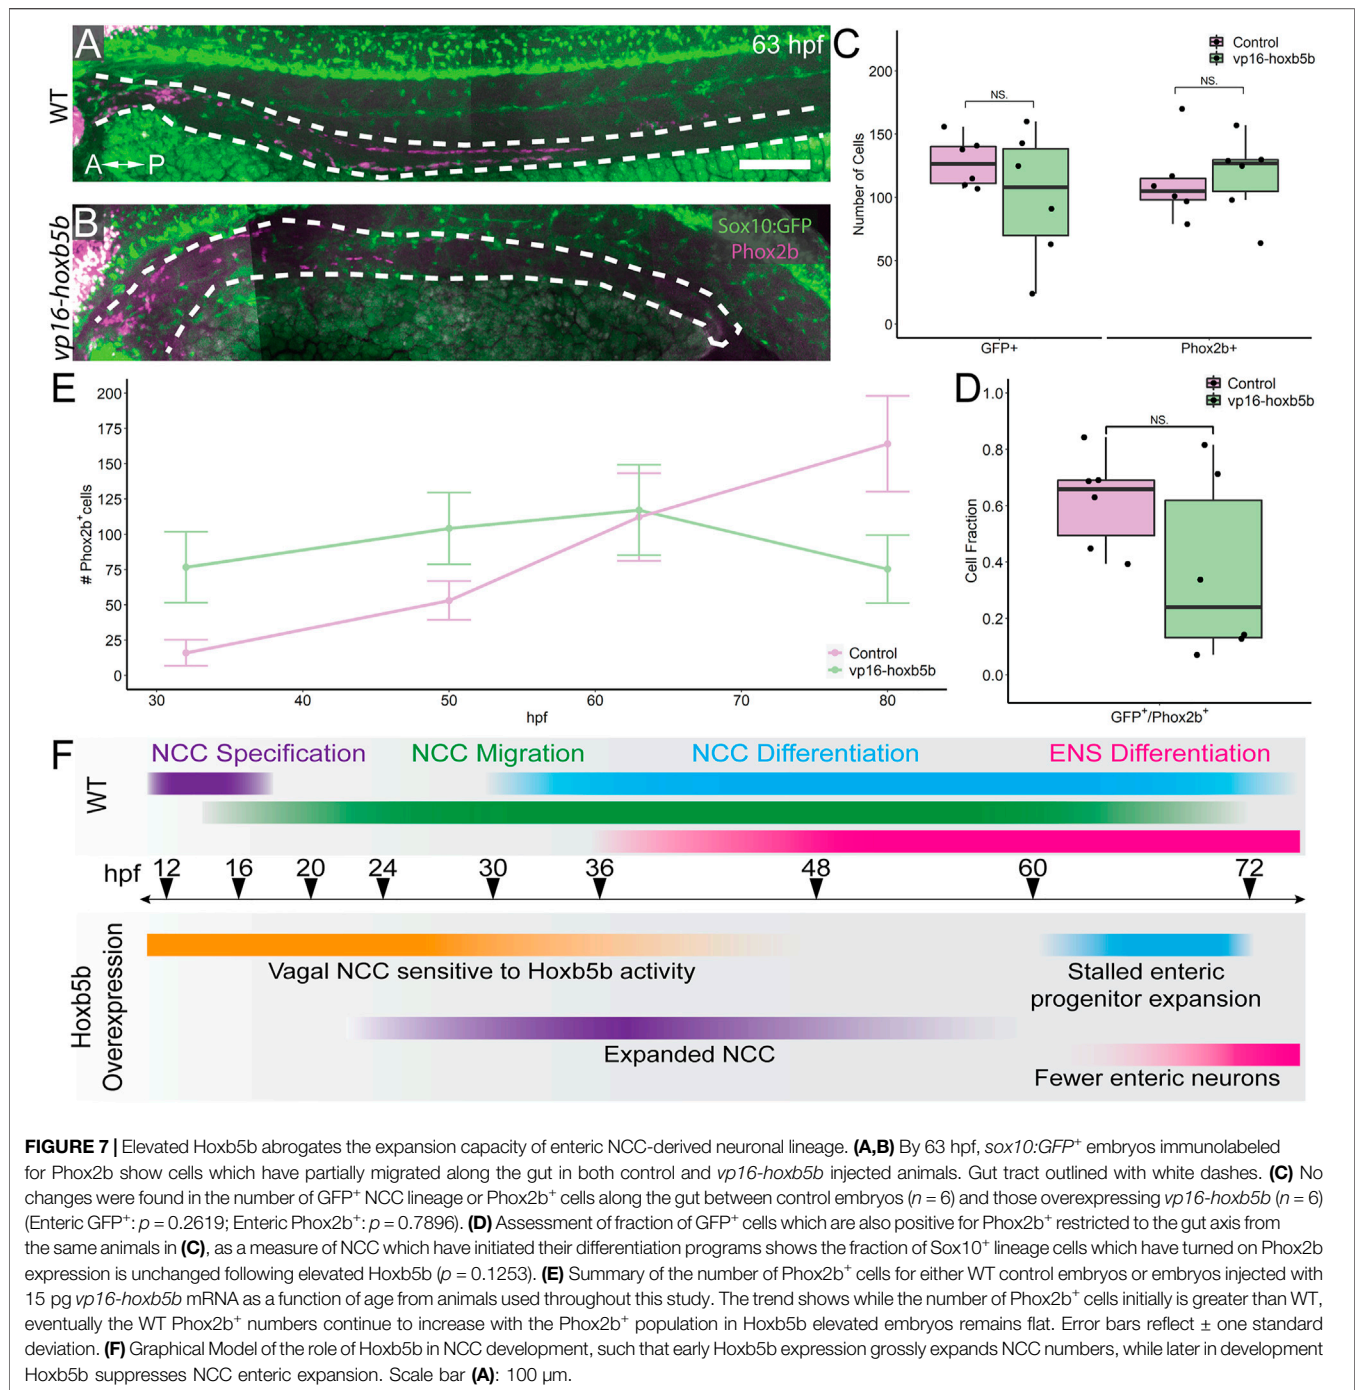 A
63 hpf
WT
A P
B
Sox10:GFP
Phox2b
vp16-hoxb5b
C
Control
vp16-hoxb5b
NS.
NS.
Number of Cells
200
150
100
50
0
GFP+
Phox2b+
E
# Phox2b+cells
200
175
150
125
100
75
50
25
0
30
40
50
60
70
80
hpf
Control
vp16-hoxb5b
D
Control
vp16-hoxb5b
NS.
Cell Fraction
1.0
0.8
0.6
0.4
0.2
0.0
GFP+/Phox2b+
F
NCC Specification
NCC Migration
NCC Differentiation
ENS Differentiation
WT
hpf
12
16
20
24
30
36
48
60
72
Hoxb5b
Overexpression
Vagal NCC sensitive to Hoxb5b activity
Stalled enteric
progenitor expansion
Expanded NCC
Fewer enteric neurons
FIGURE 7 | Elevated Hoxb5b abrogates the expansion capacity of enteric NCC-derived neuronal lineage. (A,B) By 63 hpf, sox10:GFP+ embryos immunolabeled
for Phox2b show cells which have partially migrated along the gut in both control and vp16-hoxb5b injected animals. Gut tract outlined with white dashes. (C) No
changes were found in the number of GFP+ NCC lineage or Phox2b+ cells along the gut between control embryos (n = 6) and those overexpressing vp16-hoxb5b (n = 6)
(Enteric GFP+: p = 0.2619; Enteric Phox2b+: p = 0.7896). (D) Assessment of fraction of GFP+ cells which are also positive for Phox2b+ restricted to the gut axis from
the same animals in (C), as a measure of NCC which have initiated their differentiation programs shows the fraction of Sox10+ lineage cells which have turned on Phox2b
expression is unchanged following elevated Hoxb5b (p = 0.1253). (E) Summary of the number of Phox2b+ cells for either WT control embryos or embryos injected with
15 pg vp16-hoxb5b mRNA as a function of age from animals used throughout this study. The trend shows while the number of Phox2b+ cells initially is greater than WT,
eventually the WT Phox2b+ numbers continue to increase with the Phox2b+ population in Hoxb5b elevated embryos remains flat. Error bars reflect ± one standard
deviation. (F) Graphical Model of the role of Hoxb5b in NCC development, such that early Hoxb5b expression grossly expands NCC numbers, while later in development
Hoxb5b suppresses NCC enteric expansion. Scale bar (A): 100 μm.